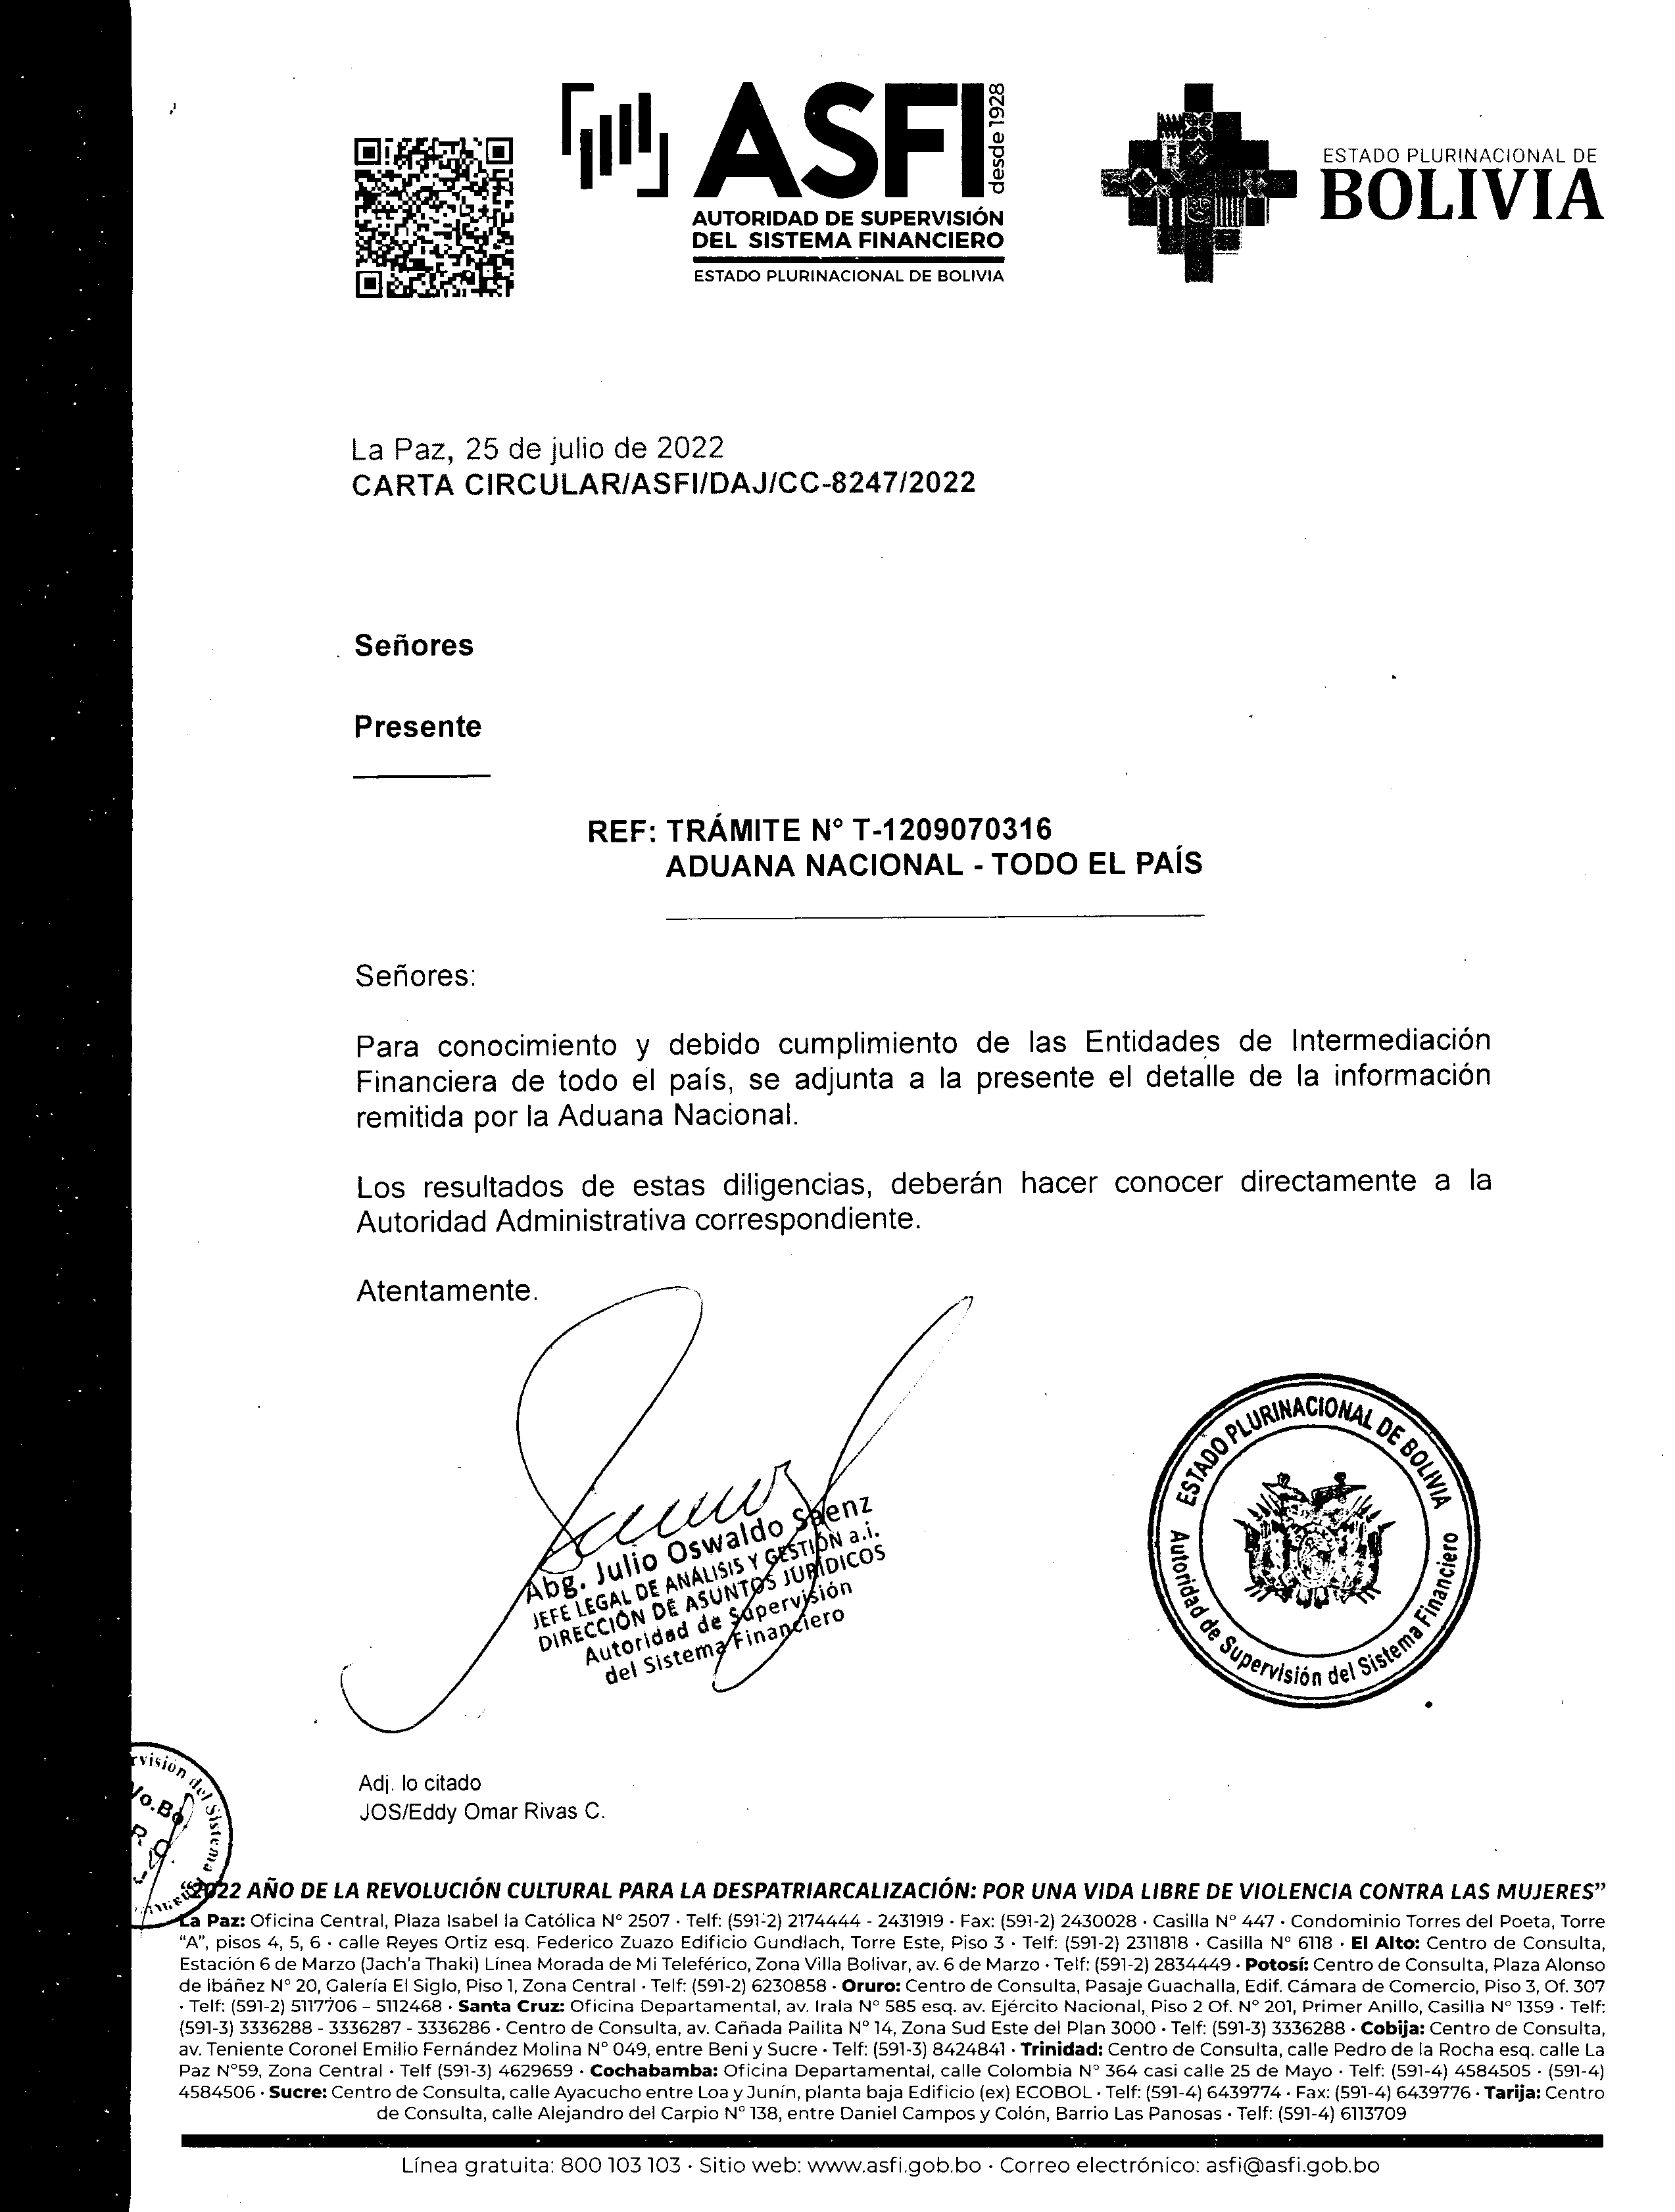 ASFI
desde 1928
AUTORIDAD DE SUPERVISIÓN
DEL SISTEMA FINANCIERO
ESTADO PLURINACIONAL DE BOLIVIA
ESTADO PLURINACIONAL DE
BOLIVIA
La Paz, 25 de julio de 2022
CARTA CIRCULAR/ASFI/DAJ/CC-8247/2022
Señores
Presente
REF: TRÁMITE N° T-1209070316
ADUANA NACIONAL - TODO EL PAÍS
Señores:
Para conocimiento y debido cumplimiento de las Entidades de Intermediación
Financiera de todo el país, se adjunta a la presente el detalle de la información
remitida por la Aduana Nacional.
Los resultados de estas diligencias, deberán hacer conocer directamente a la
Autoridad Administrativa correspondiente.
Atentamente.
Abg. Julio Oswaldo Saenz
JEFE LEGAL DE ANÁLISIS Y GESTIÓN a.i.
DIRECCIÓN DE ASUNTOS JURÍDICOS
Autoridad de Supervisión
del Sistema Financiero
ESTADO PLURINACIONAL DE BOLIVIA
Autoridad de Supervisión del Sistema Financiero
Adj. lo citado
JOS/Eddy Omar Rivas C.
del Sistema
"2022 AÑO DE LA REVOLUCIÓN CULTURAL PARA LA DESPATRIARCALIZACIÓN: POR UNA VIDA LIBRE DE VIOLENCIA CONTRA LAS MUJERES"
La Paz: Oficina Central, Plaza Isabel la Católica N° 2507 · Telf: (591-2) 2174444 - 2431919 · Fax: (591-2) 2430028 · Casilla N° 447 · Condominio Torres del Poeta, Torre
"A", pisos 4, 5, 6 · calle Reyes Ortiz esq. Federico Zuazo Edificio Gundlach, Torre Este, Piso 3 · Telf: (591-2) 2311818 · Casilla N° 6118 · El Alto: Centro de Consulta,
Estación 6 de Marzo (Jach'a Thaki) Línea Morada de Mi Teleférico, Zona Villa Bolivar, av. 6 de Marzo · Telf: (591-2) 2834449 · Potosí: Centro de Consulta, Plaza Alonso
de Ibáñez N° 20, Galería El Siglo, Piso 1, Zona Central · Telf: (591-2) 6230858 · Oruro: Centro de Consulta, Pasaje Guachalla, Edif. Cámara de Comercio, Piso 3, Of. 307
· Telf: (591-2) 5117706 – 5112468 · Santa Cruz: Oficina Departamental, av. Irala N° 585 esq. av. Ejército Nacional, Piso 2 Of. N° 201, Primer Anillo, Casilla N° 1359 · Telf:
(591-3) 3336288 - 3336287 - 3336286 · Centro de Consulta, av. Cañada Pailita N° 14, Zona Sud Este del Plan 3000 · Telf: (591-3) 3336288 · Cobija: Centro de Consulta,
av. Teniente Coronel Emilio Fernández Molina N° 049, entre Beni y Sucre · Telf: (591-3) 8424841 · Trinidad: Centro de Consulta, calle Pedro de la Rocha esq. calle La
Paz N°59, Zona Central · Telf (591-3) 4629659 · Cochabamba: Oficina Departamental, calle Colombia N° 364 casi calle 25 de Mayo · Telf: (591-4) 4584505 · (591-4)
4584506 · Sucre: Centro de Consulta, calle Ayacucho entre Loa y Junín, planta baja Edificio (ex) ECOBOL · Telf: (591-4) 6439774 · Fax: (591-4) 6439776 · Tarija: Centro
de Consulta, calle Alejandro del Carpio N° 138, entre Daniel Campos y Colón, Barrio Las Panosas · Telf: (591-4) 6113709
Línea gratuita: 800 103 103 · Sitio web: www.asfi.gob.bo · Correo electrónico: asfi@asfi.gob.bo